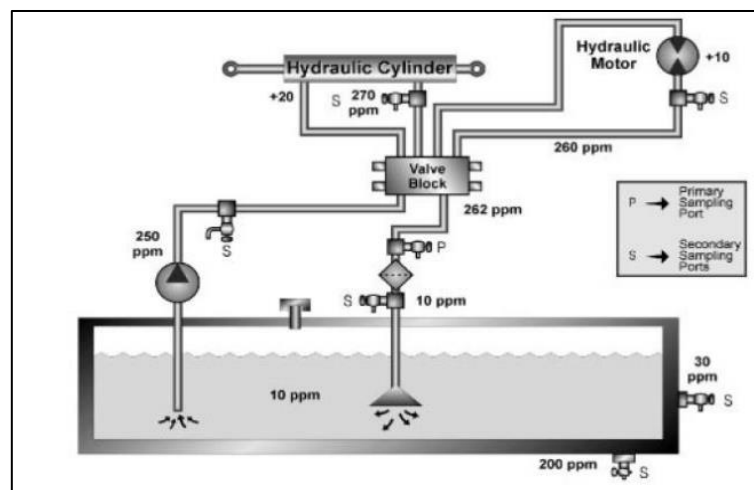 Hydraulic Cylinder
Hydraulic
Motor
+10
+20
S
270
ppm
S
260 ppm
Valve
Block
262 ppm
P → Primary
Sampling
Port
S → Secondary
Sampling
Ports
250
ppm
S
P
S
10 ppm
10 ppm
30
ppm
S
200 ppm
S